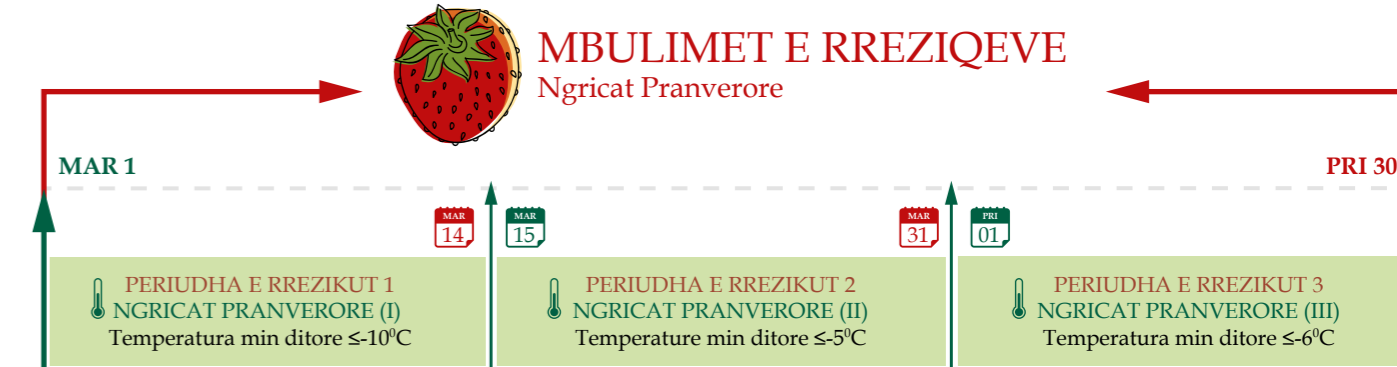 MBULIMET E RREZIQEVE
Ngricat Pranverore
MAR 1
PRI 30
MAR
14
MAR
15
MAR
31
PRI
01
PERIUDHA E RREZIKUT 1
NGRICAT PRANVERORE (I)
Temperatura min ditore ≤-10⁰C
PERIUDHA E RREZIKUT 2
NGRICAT PRANVERORE (II)
Temperature min ditore ≤-5⁰C
PERIUDHA E RREZIKUT 3
NGRICAT PRANVERORE (III)
Temperatura min ditore ≤-6⁰C